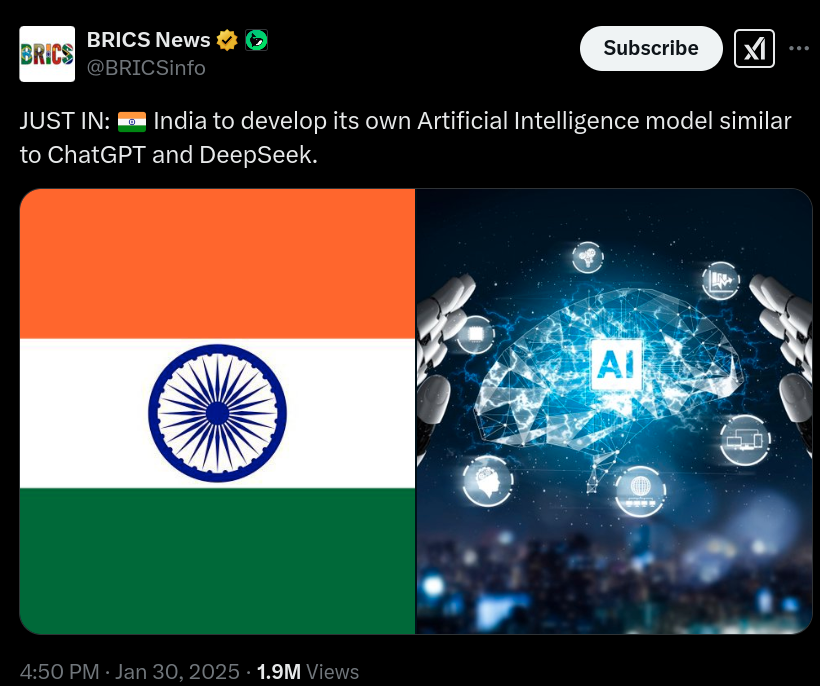 BRICS
BRICS News
@BRICSinfo
Subscribe
JUST IN: 🇮🇳 India to develop its own Artificial Intelligence model similar
to ChatGPT and DeepSeek.
AI
4:50 PM · Jan 30, 2025 · 1.9M Views